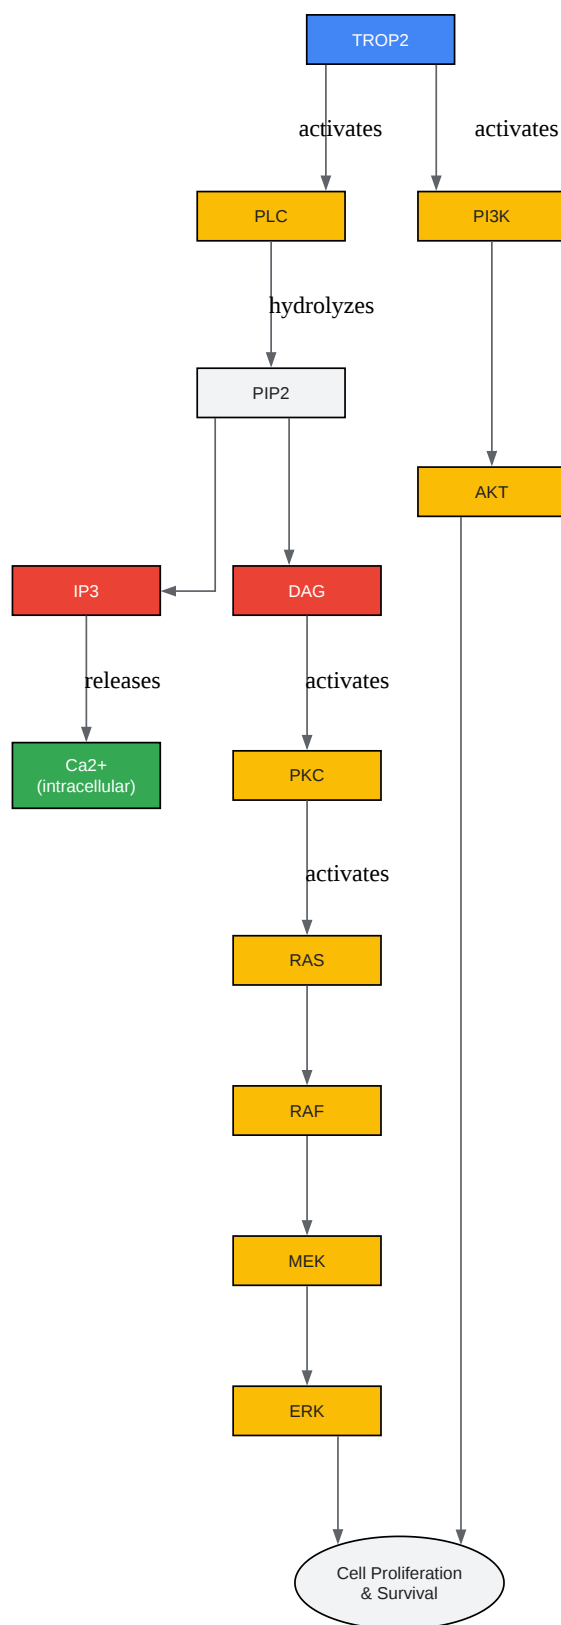 TROP2
activates
activates
PLC
PI3K
hydrolyzes
PIP2
AKT
IP3
DAG
releases
activates
Ca2+
(intracellular)
PKC
activates
RAS
RAF
MEK
ERK
Cell Proliferation
& Survival